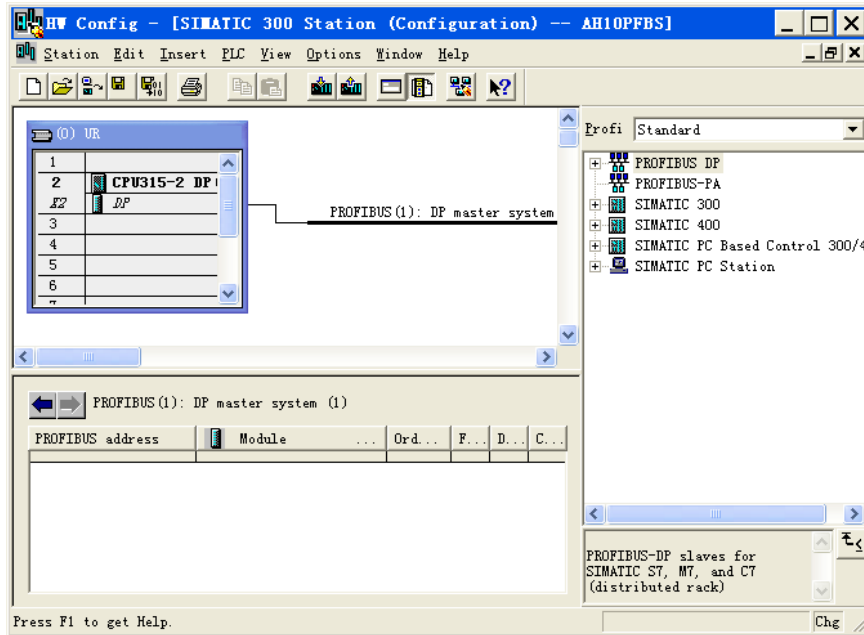 HW Config - [SIMATIC 300 Station (Configuration) -- AH10PFBS]
Station Edit Insert PLC View Options Window Help
(0) UR
1
2 CPU315-2 DP(
X2 DP
3
4
5
6
7
PROFIBUS(1): DP master system
Profi Standard
PROFIBUS DP
PROFIBUS-PA
SIMATIC 300
SIMATIC 400
SIMATIC PC Based Control 300/4
SIMATIC PC Station
PROFIBUS(1): DP master system (1)
PROFIBUS address Module ... Ord... F... D... C...
PROFIBUS-DP slaves for
SIMATIC S7, M7, and C7
(distributed rack)
Press F1 to get Help.
Chg